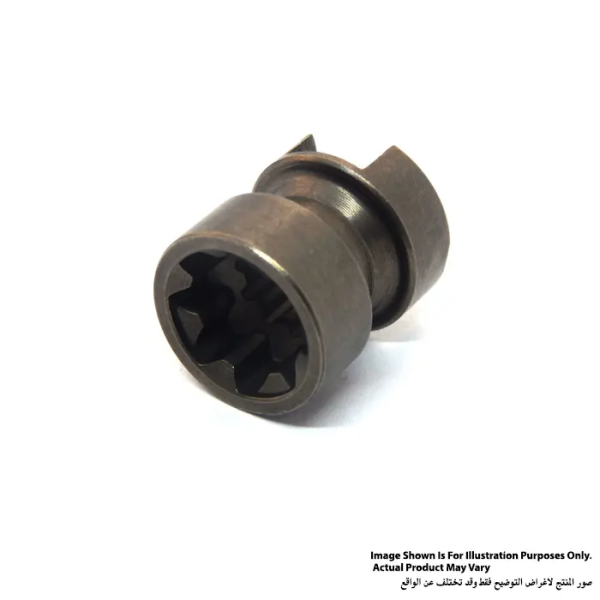 Image Shown Is For Illustration Purposes Only.
Actual Product May Vary
صور المنتج لاغراض التوضيح فقط وقد تختلف عن الواقع